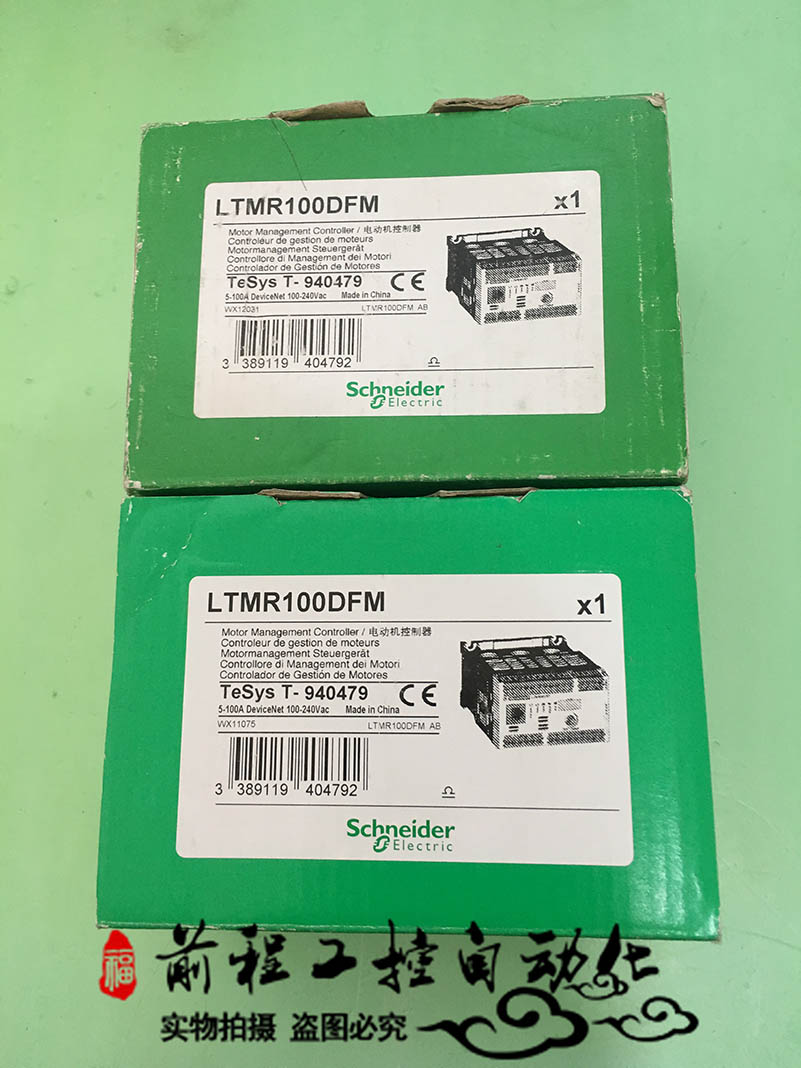 LTMR100DFM x1
Motor Management Controller / 电动机控制器
Controleur de gestion de moteurs
Motormanagement Steuergerät
Controllore di Management dei Motori
Controlador de Gestión de Motores
TeSys T- 940479 CE
5-100A DeviceNet 100-240Vac Made in China
WX12031 LTMR100DFM AB
3 389119 404792
Schneider
Electric
LTMR100DFM x1
Motor Management Controller / 电动机控制器
Controleur de gestion de moteurs
Motormanagement Steuergerät
Controllore di Management dei Motori
Controlador de Gestión de Motores
TeSys T- 940479 CE
5-100A DeviceNet 100-240Vac Made in China
WX11075 LTMR100DFM AB
3 389119 404792
Schneider
Electric
福 前程工控自动化
实物拍摄 盗图必究